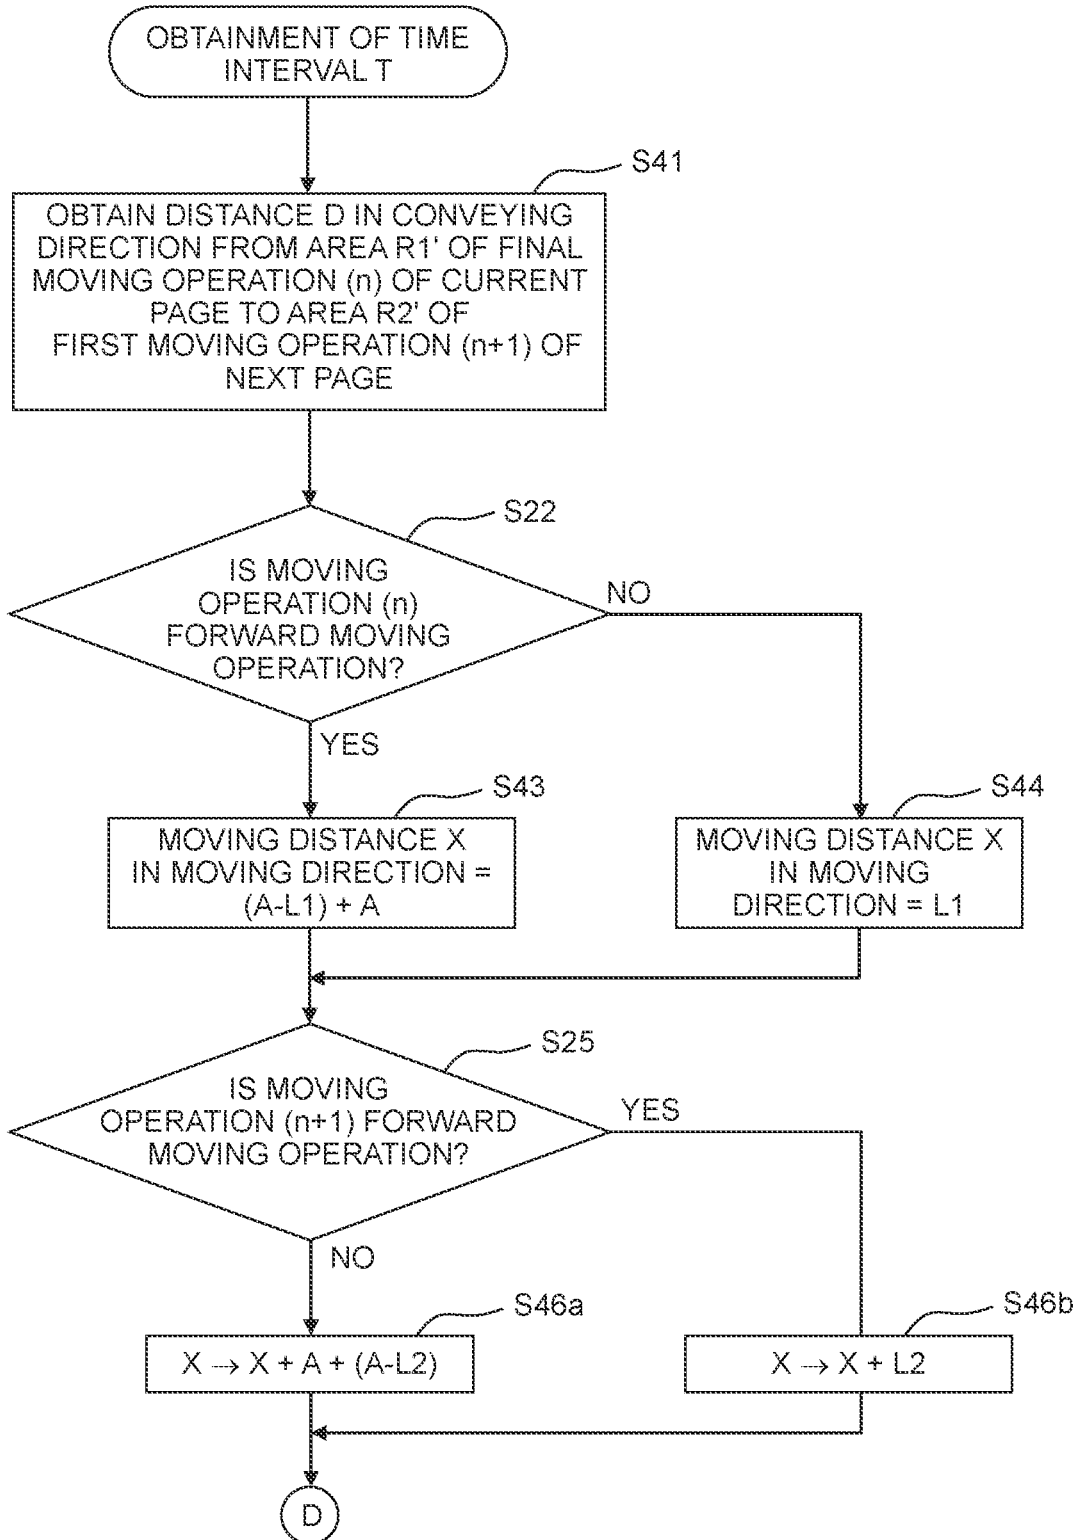 OBTAINMENT OF TIME
INTERVAL T
S41
OBTAIN DISTANCE D IN CONVEYING
DIRECTION FROM AREA R1' OF FINAL
MOVING OPERATION (n) OF CURRENT
PAGE TO AREA R2' OF
FIRST MOVING OPERATION (n+1) OF
NEXT PAGE
S22
IS MOVING
OPERATION (n)
FORWARD MOVING
OPERATION?
NO
YES
S43
MOVING DISTANCE X
IN MOVING DIRECTION =
(A-L1) + A
S44
MOVING DISTANCE X
IN MOVING
DIRECTION = L1
S25
IS MOVING
OPERATION (n+1) FORWARD
MOVING OPERATION?
YES
NO
S46a
X → X + A + (A-L2)
S46b
X → X + L2
D